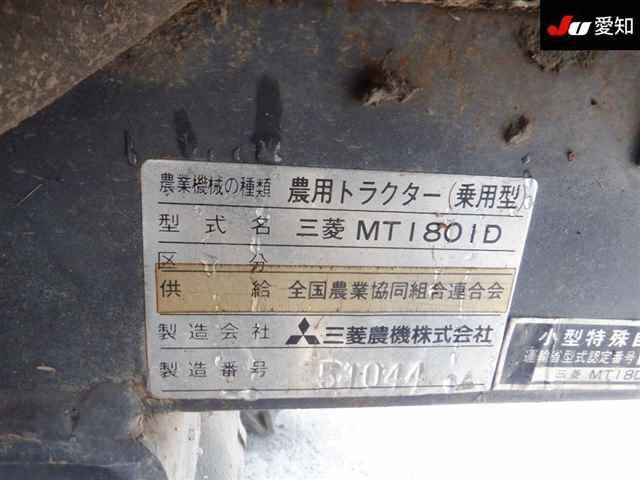 JU 愛知
農業機械の種類 農用トラクター(乗用型)
型式名 三菱 MT1801D
区分
供給 全国農業協同組合連合会
製造会社 三菱農機株式会社
製造番号 51044
小型特殊自
運輸省型式認定番号
三菱 MT180